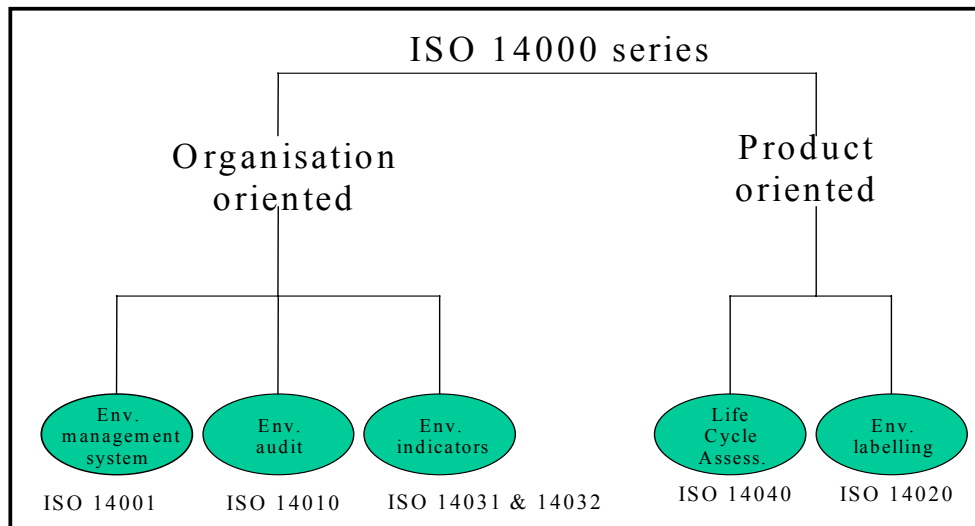 ISO 14000 series
Organisation
oriented
Product
oriented
Env.
management
system
Env.
audit
Env.
indicators
Life
Cycle
Assess.
Env.
labelling
ISO 14001
ISO 14010
ISO 14031 & 14032
ISO 14040
ISO 14020